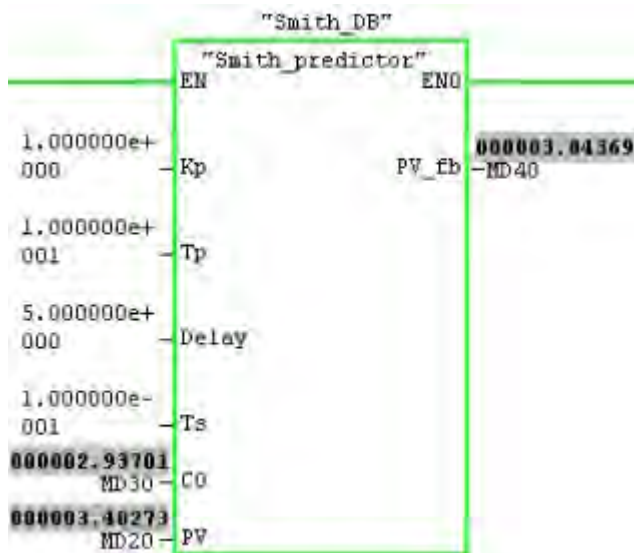 "Smith_DB"
"Smith_predictor"
EN ENO
1.000000e+
000 Kp
000003.04369
PV_fb MD40
1.000000e+
001 Tp
5.000000e+
000 Delay
1.000000e-
001 Ts
000002.93701
MD30 CO
000003.40273
MD20 PV